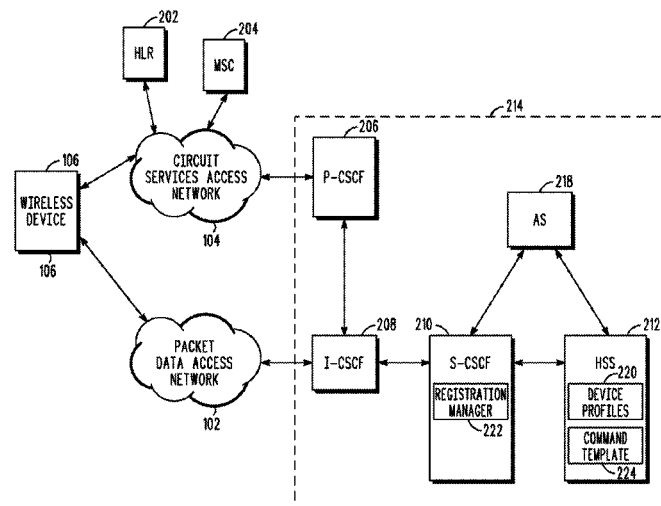 202
HLR
204
MSC
214
206
P-CSCF
106
WIRELESS
DEVICE
106
CIRCUIT
SERVICES ACCESS
NETWORK
104
218
AS
PACKET
DATA ACCESS
NETWORK
102
208
I-CSCF
210
S-CSCF
REGISTRATION
MANAGER
222
212
HSS
220
DEVICE
PROFILES
COMMAND
TEMPLATE
224